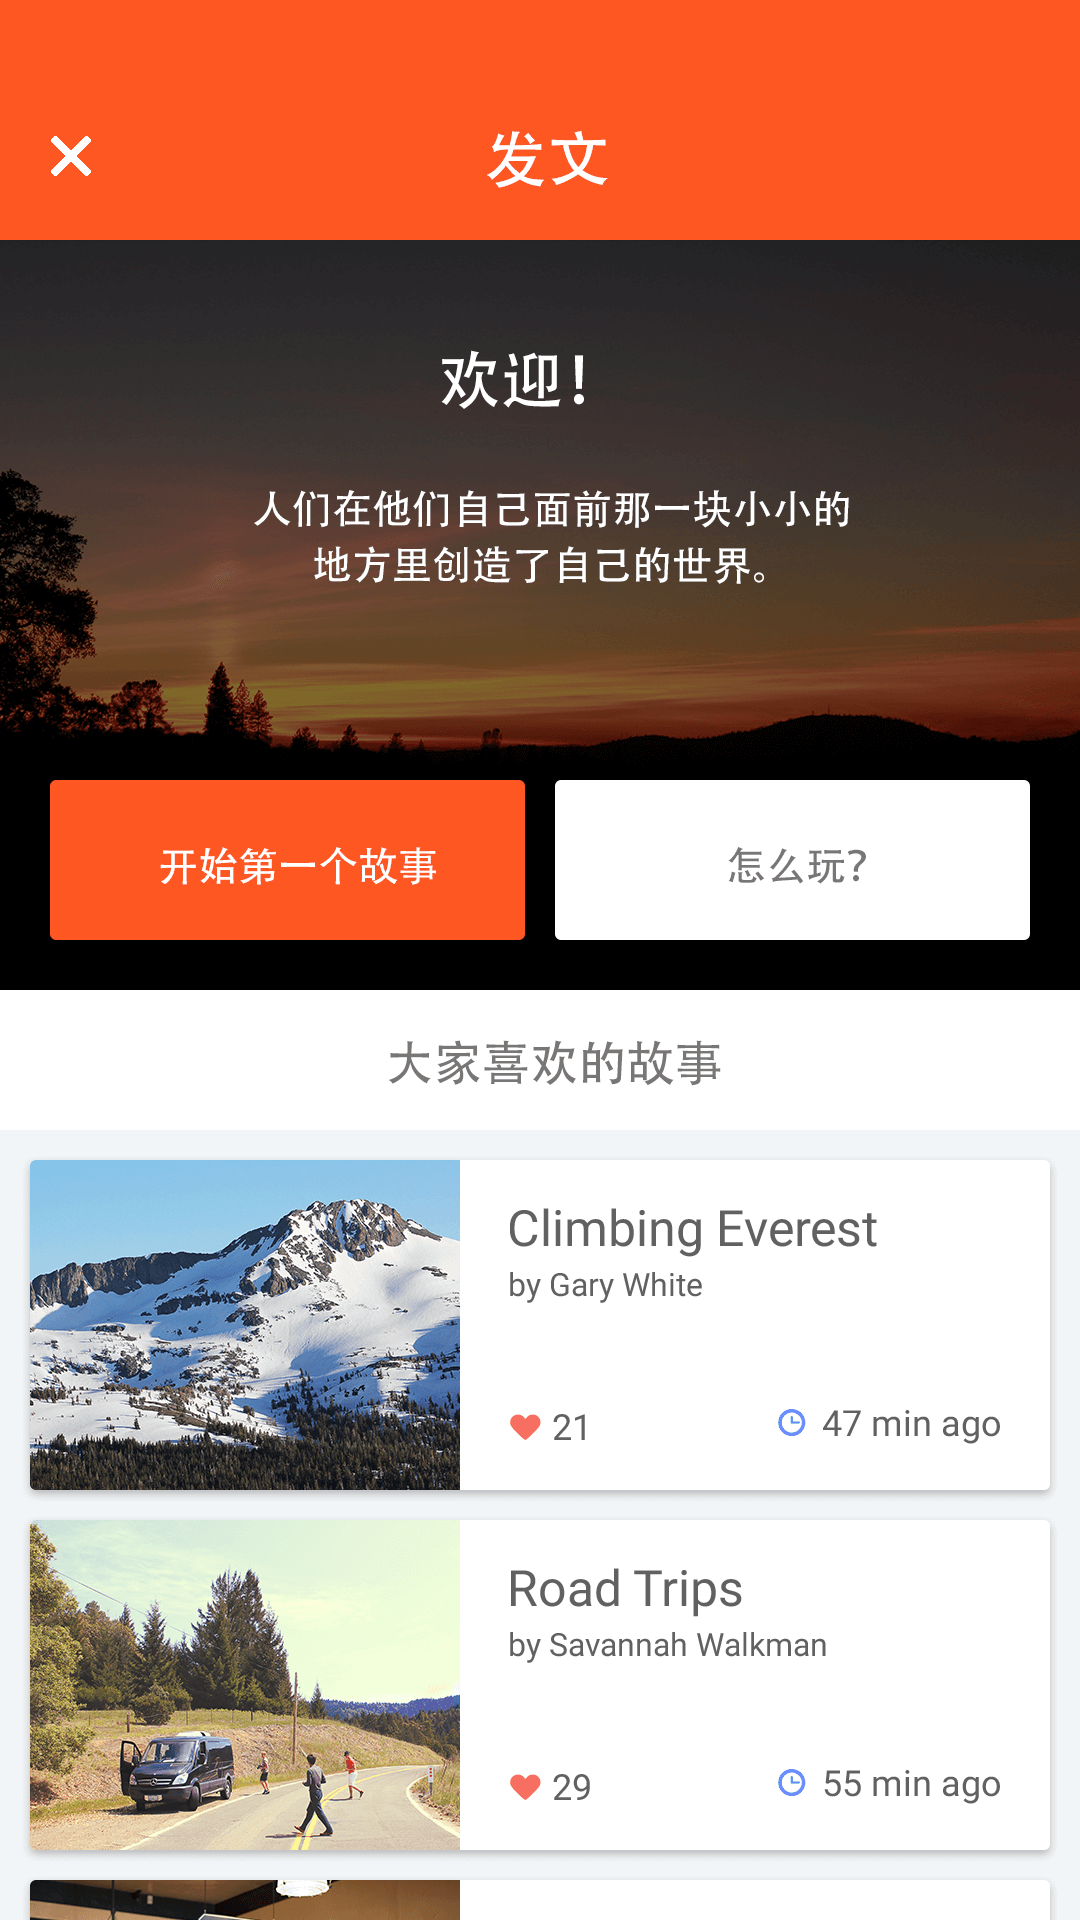 发文
欢迎！
人们在他们自己面前那一块小小的
地方里创造了自己的世界。
开始第一个故事
怎么玩？
大家喜欢的故事
Climbing Everest
by Gary White
21
47 min ago
Road Trips
by Savannah Walkman
29
55 min ago